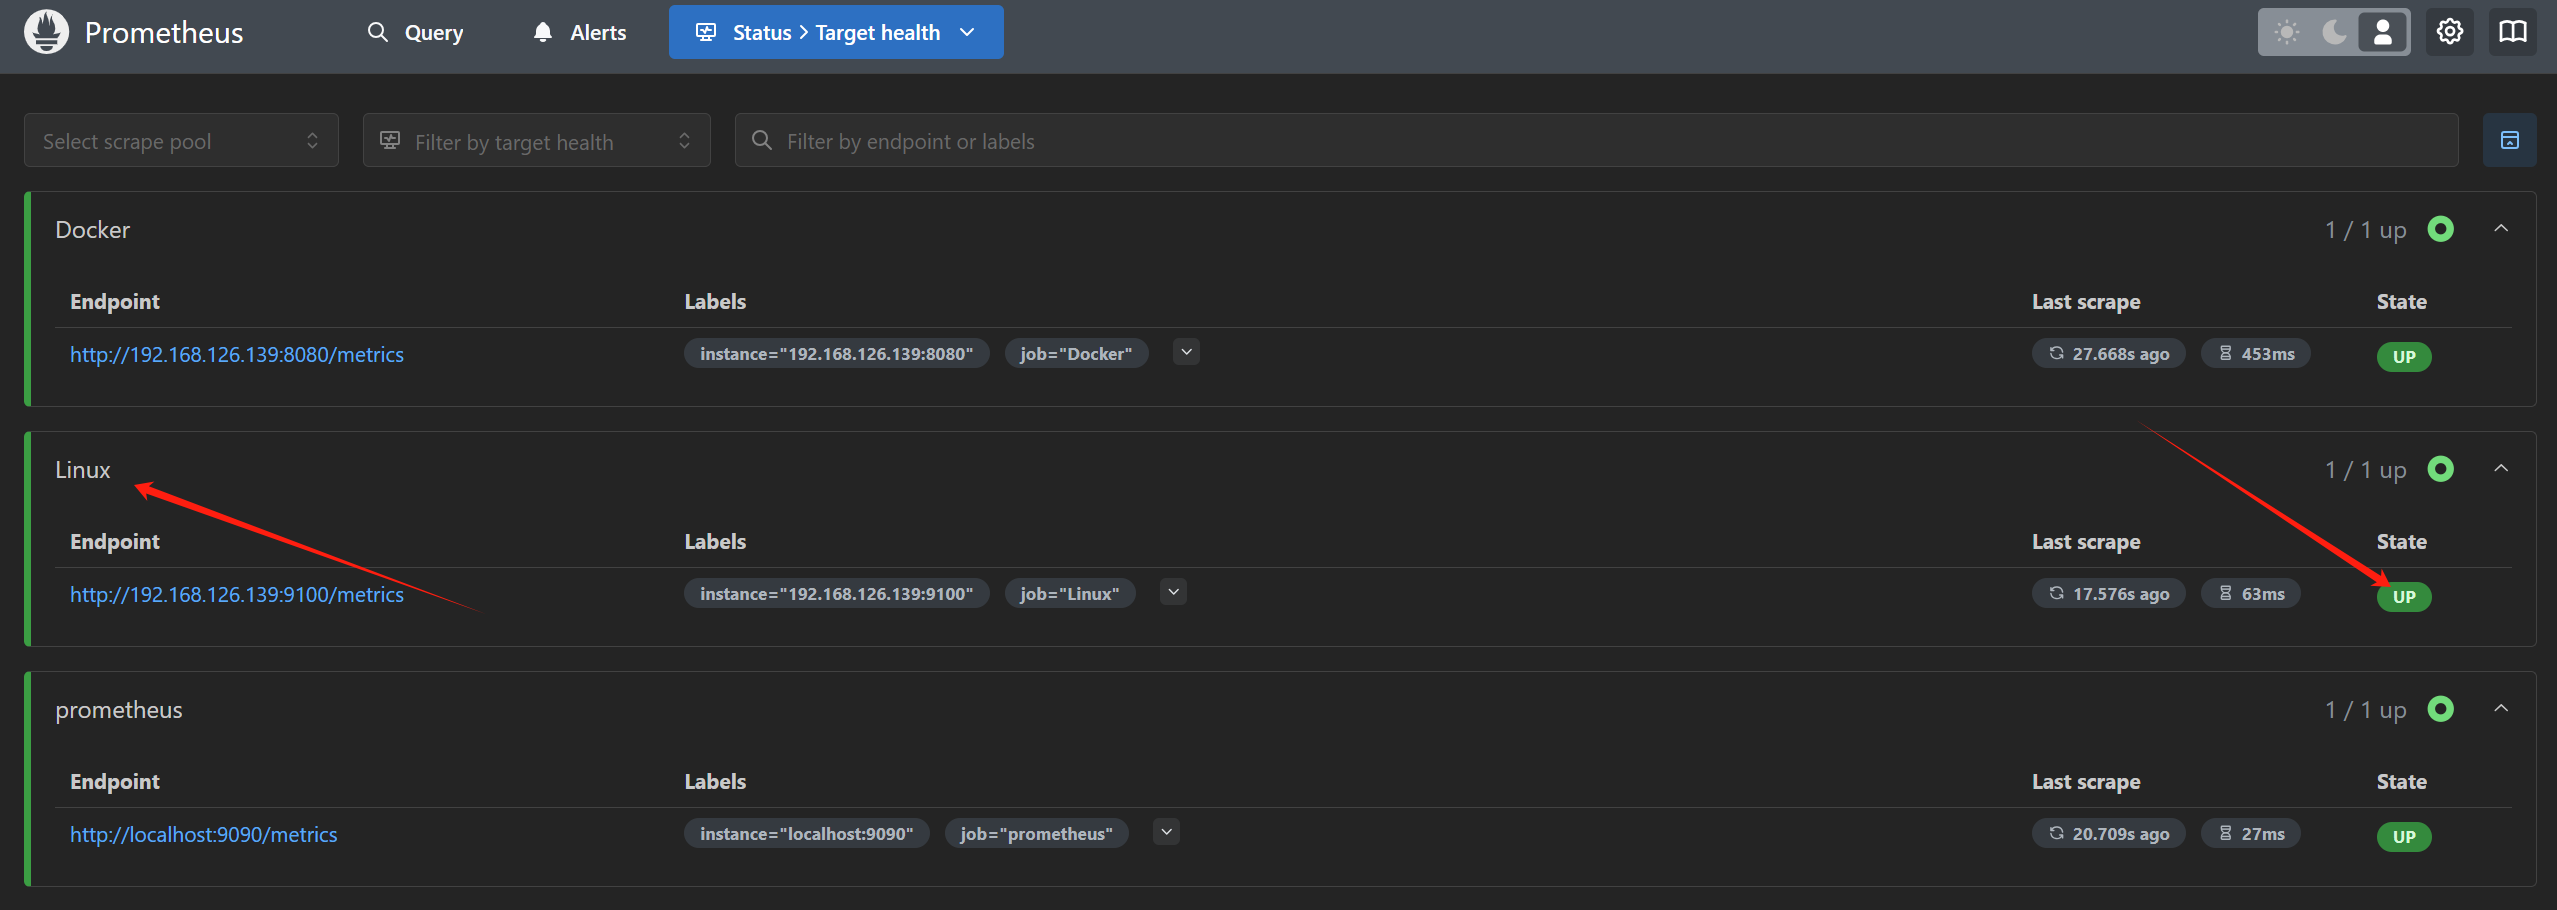 Prometheus Query Alerts Status > Target health
Select scrape pool Filter by target health Filter by endpoint or labels
Docker 1 / 1 up
Endpoint Labels Last scrape State
http://192.168.126.139:8080/metrics instance="192.168.126.139:8080" job="Docker" 27.668s ago 453ms UP
Linux 1 / 1 up
Endpoint Labels Last scrape State
http://192.168.126.139:9100/metrics instance="192.168.126.139:9100" job="Linux" 17.576s ago 63ms UP
prometheus 1 / 1 up
Endpoint Labels Last scrape State
http://localhost:9090/metrics instance="localhost:9090" job="prometheus" 20.709s ago 27ms UP